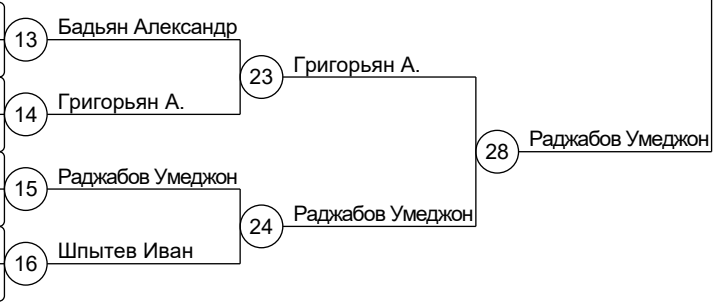 13
Бадьян Александр
23
Григорьян А.
14
Григорьян А.
28
Раджабов Умеджон
15
Раджабов Умеджон
24
Раджабов Умеджон
16
Шпытев Иван